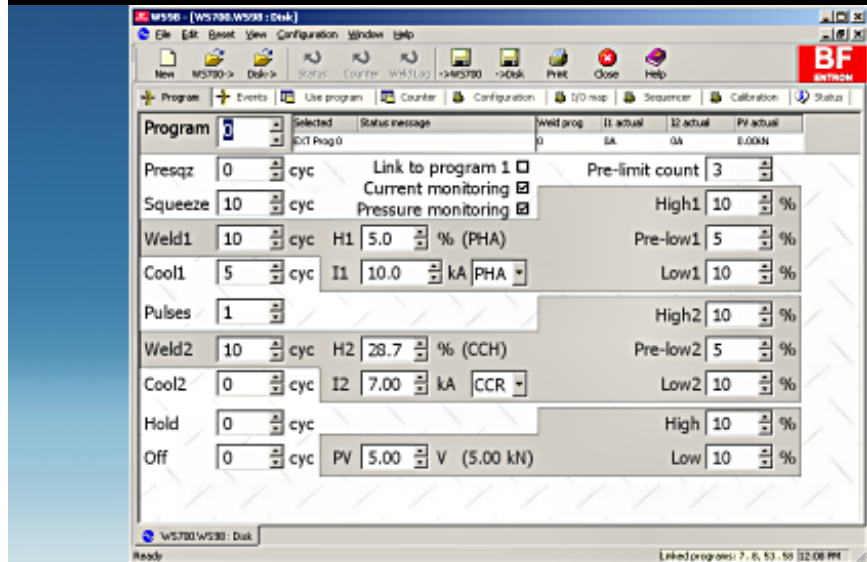 WS98 - [WS700.WS98 : Disk]
File Edit Reset View Configuration Window Help
New WS700-> Disk-> Status Counter WeldLog ->WS700 ->Disk Print Close Help
BF
ENTRON
Program Events Use program Counter Configuration I/O map Sequencer Calibration Status
Program 0
Selected Status message Weld prog I1 actual I2 actual PV actual
EXT Prog 0 0 0A 0A 0.00kN
Presqz 0 cyc Link to program 1 Pre-limit count 3
Current monitoring
Squeeze 10 cyc Pressure monitoring High1 10 %
Weld1 10 cyc H1 5.0 % (PHA) Pre-low1 5 %
Cool1 5 cyc I1 10.0 kA PHA Low1 10 %
Pulses 1 High2 10 %
Weld2 10 cyc H2 28.7 % (CCH) Pre-low2 5 %
Cool2 0 cyc I2 7.00 kA CCR Low2 10 %
Hold 0 cyc High 10 %
Off 0 cyc PV 5.00 V (5.00 kN) Low 10 %
WS700.WS98 : Disk
Ready Linked programs: 7..8, 53..58 12:08 PM